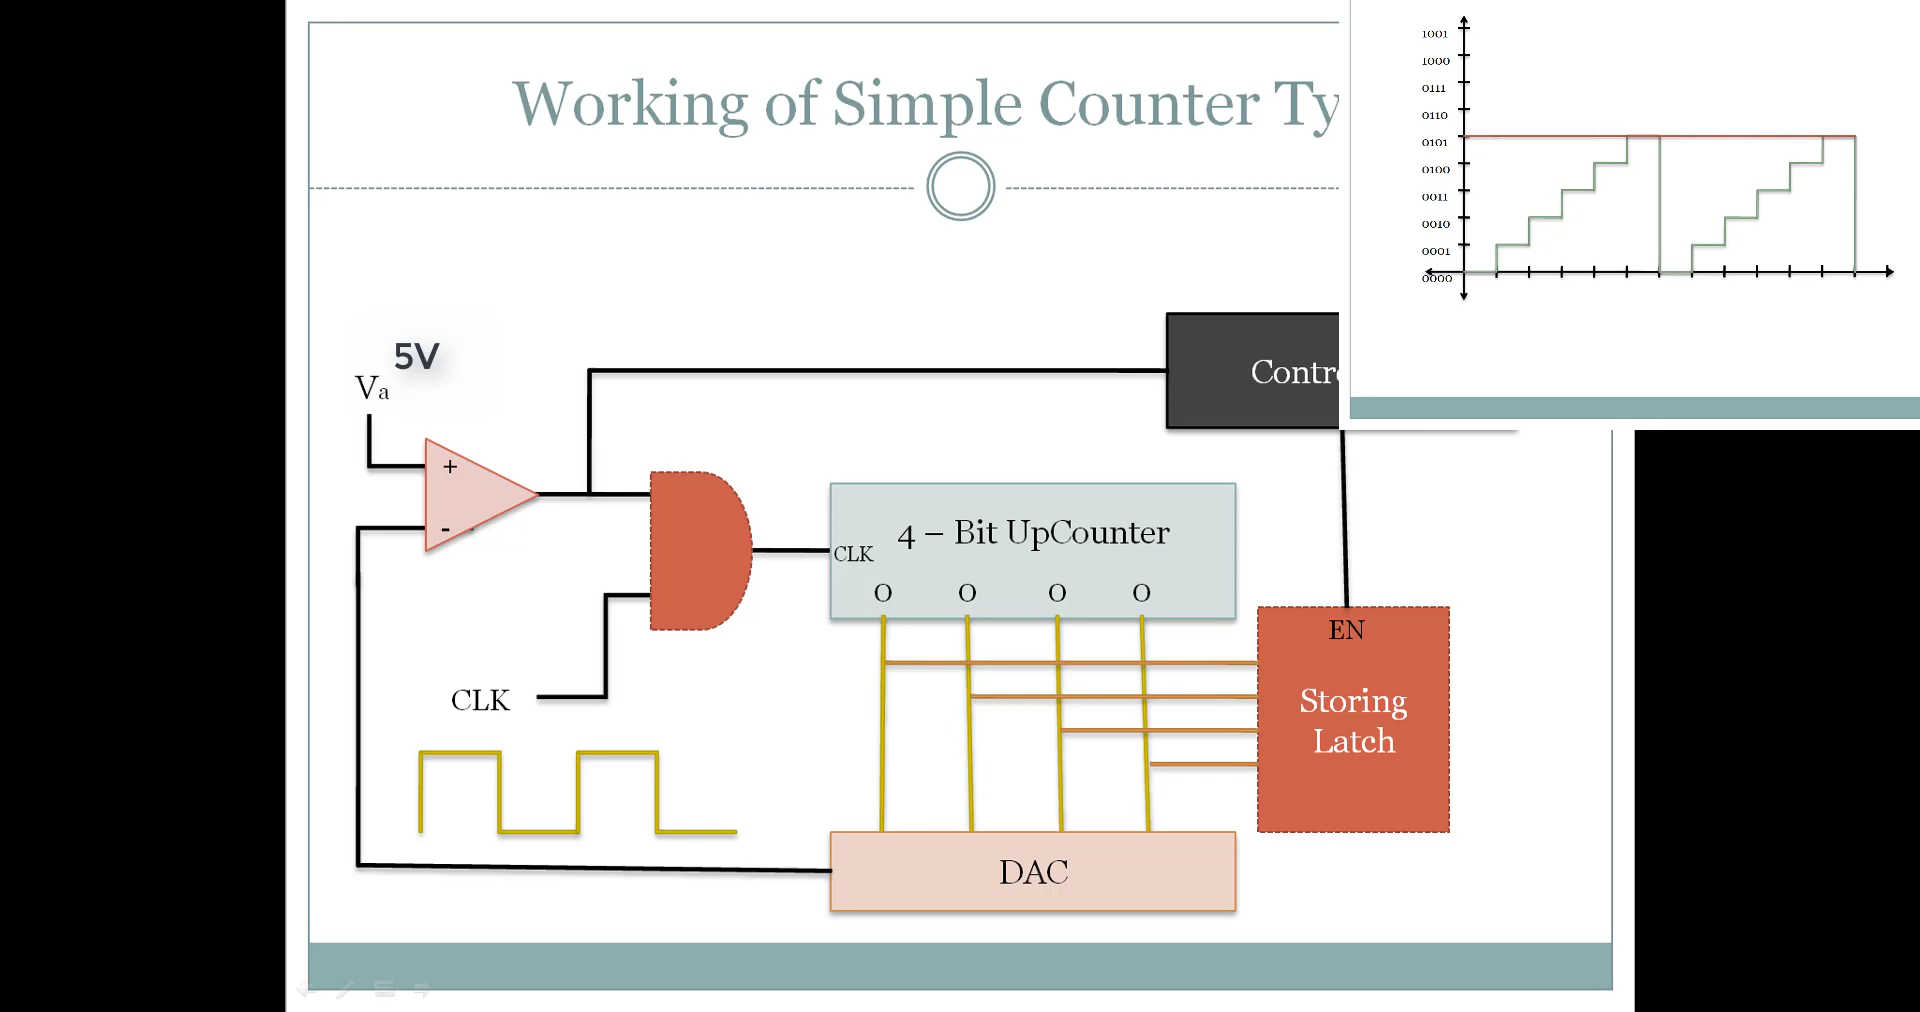 Working of Simple Counter Ty
1001
1000
0111
0110
0101
0100
0011
0010
0001
0000
5V
Va
Contro
+
-
4 – Bit UpCounter
CLK
O O O O
EN
Storing
Latch
CLK
DAC